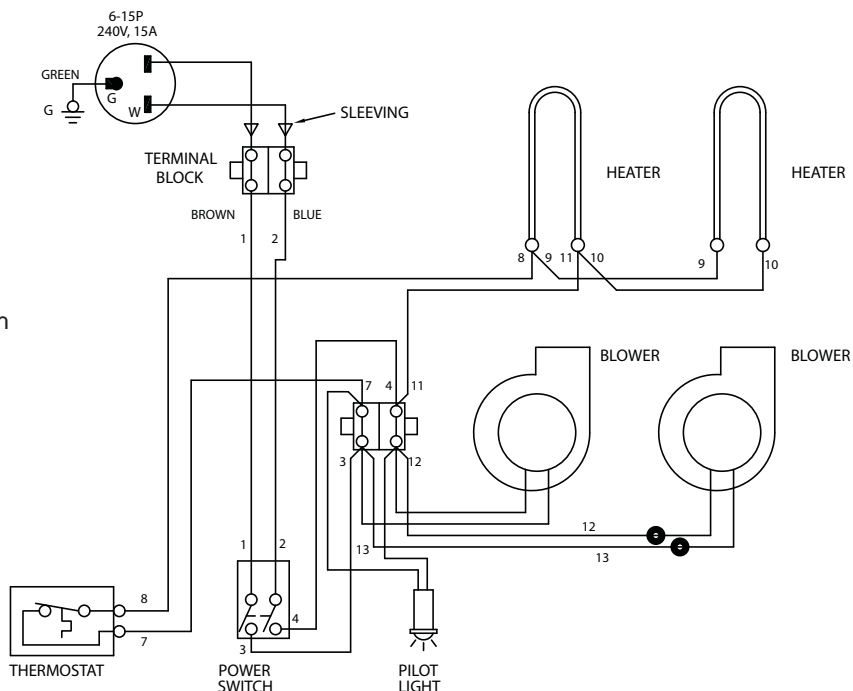 6-15P
240V, 15A
GREEN
G
G
W
SLEEVING
TERMINAL
BLOCK
HEATER
HEATER
BROWN
BLUE
1
2
8
9
11
10
9
10
n
BLOWER
BLOWER
7
4
11
3
12
12
13
13
1
2
4
3
8
7
THERMOSTAT
POWER
SWITCH
PILOT
LIGHT